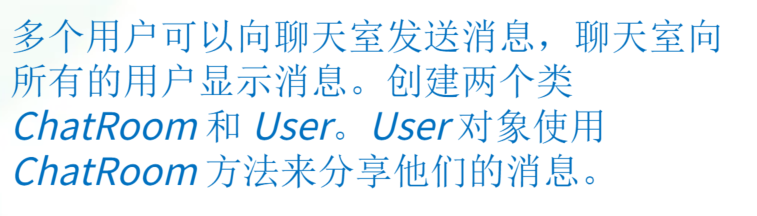 多个用户可以向聊天室发送消息，聊天室向
所有的用户显示消息。创建两个类
ChatRoom 和 User。User 对象使用
ChatRoom 方法来分享他们的消息。